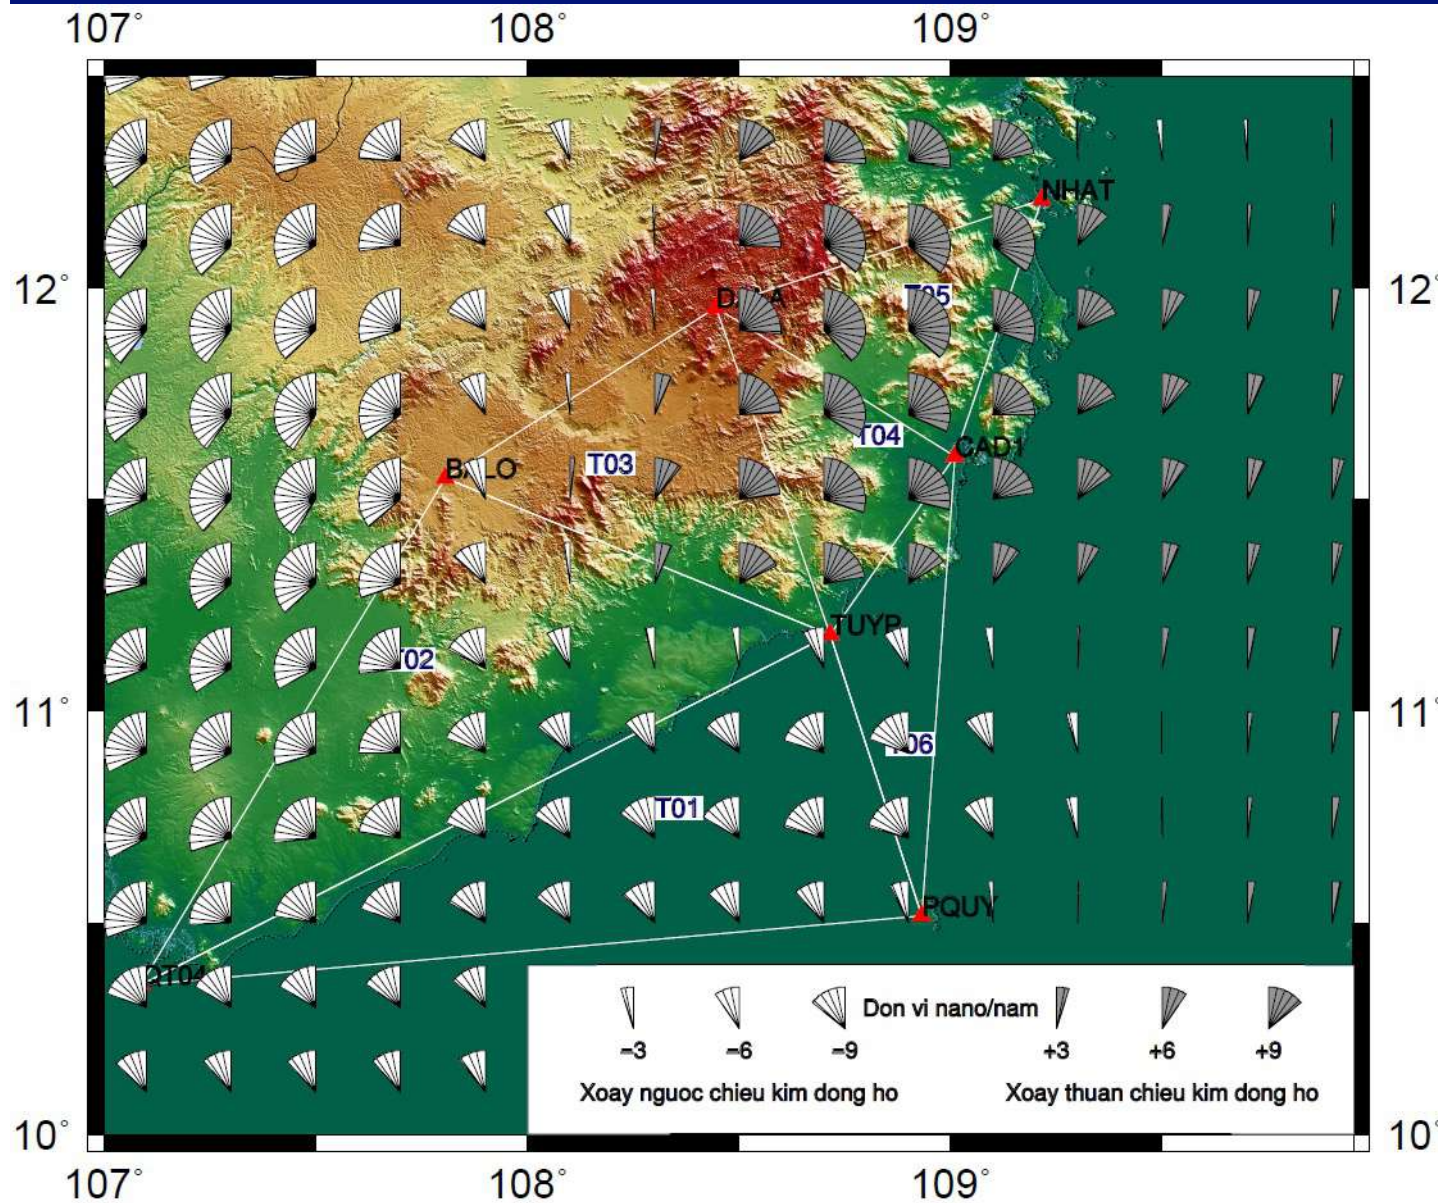 107° 108° 109°
NHAT
12° 12°
T05
T04
CAD1
T03
TUYP
T02
11° 11°
T06
T01
PQUY
QT04
Don vi nano/nam
−3 −6 −9 +3 +6 +9
Xoay nguoc chieu kim dong ho Xoay thuan chieu kim dong ho
10° 10°
107° 108° 109°